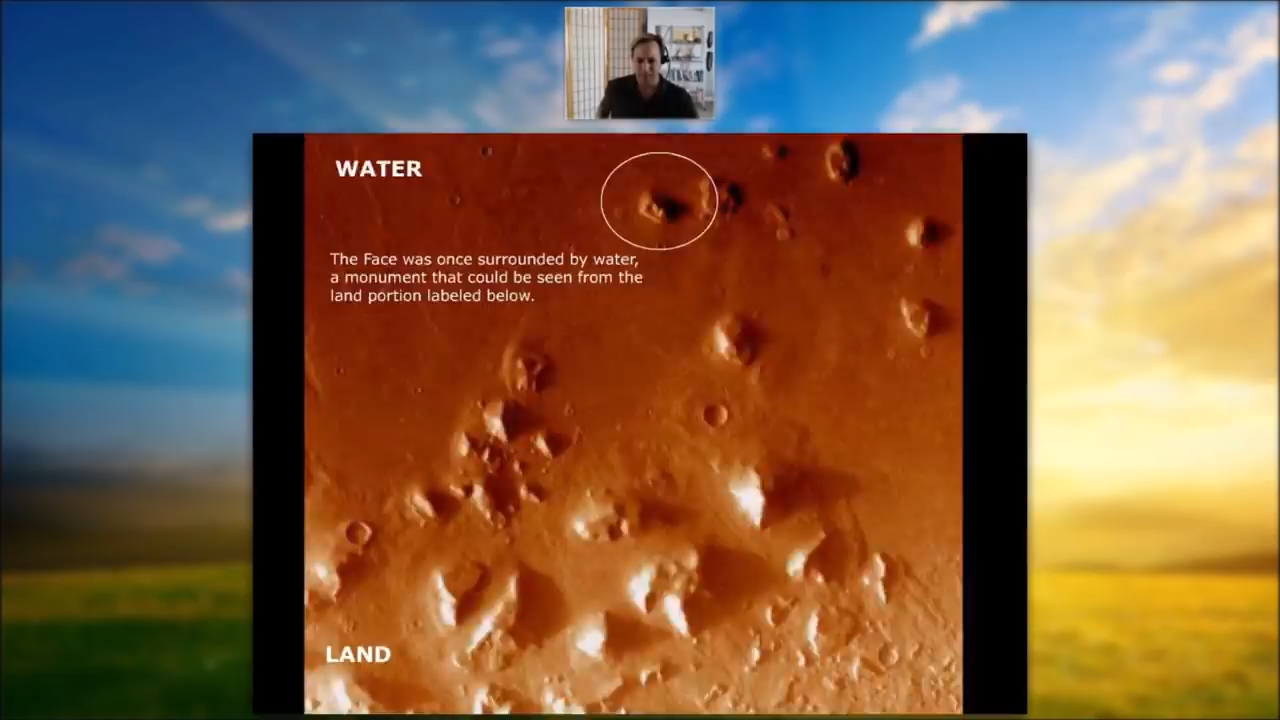 WATER
The Face was once surrounded by water,
a monument that could be seen from the
land portion labeled below.
LAND